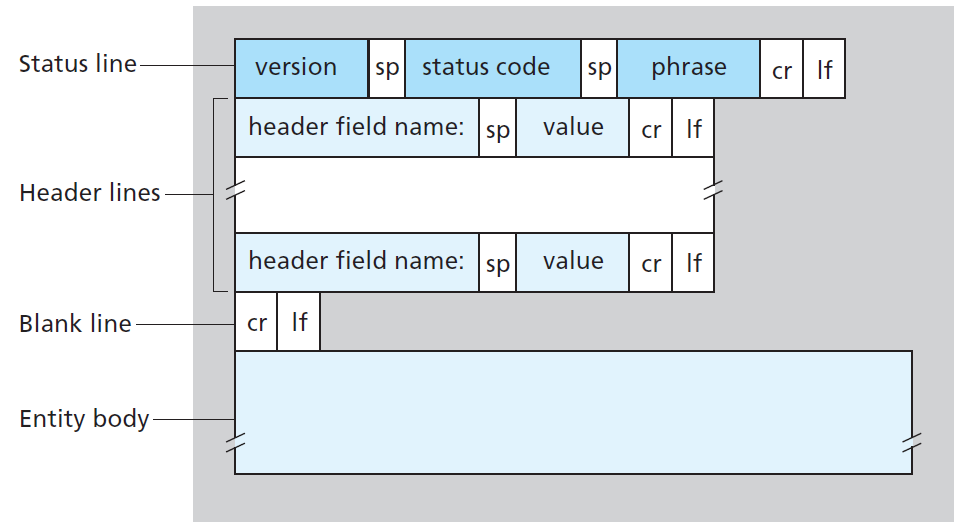 Status line version sp status code sp phrase cr lf
header field name: sp value cr lf
Header lines
header field name: sp value cr lf
Blank line cr lf
Entity body